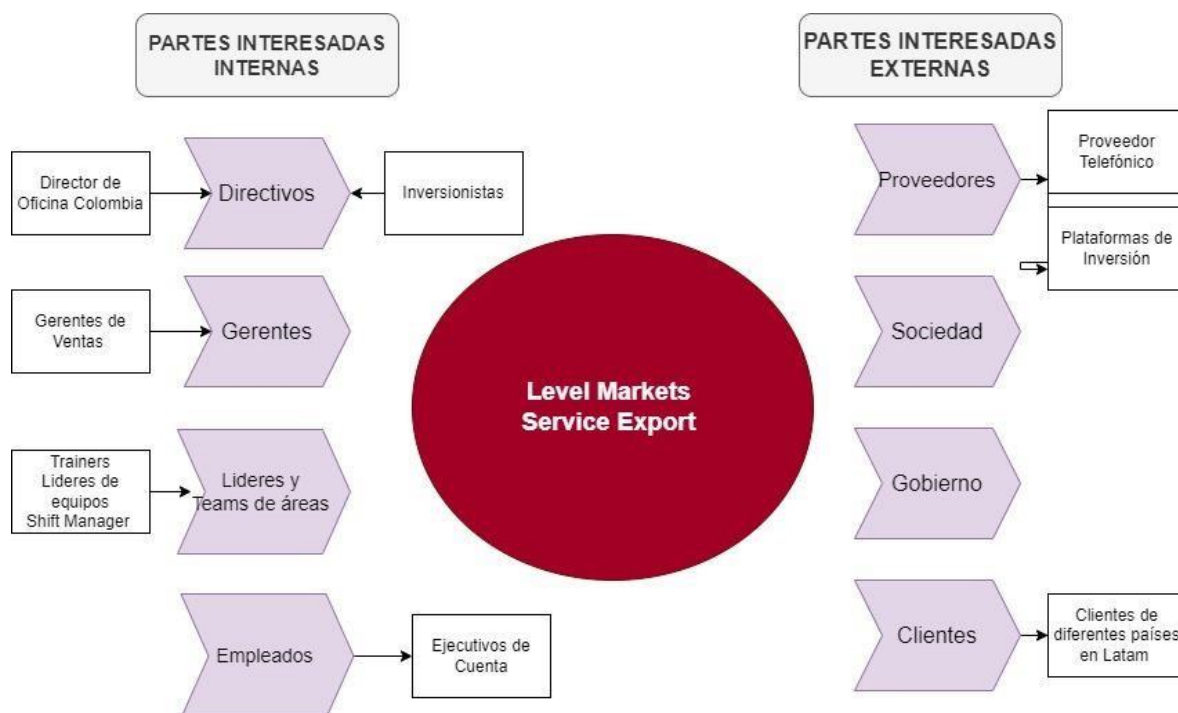 PARTES INTERESADAS
INTERNAS
PARTES INTERESADAS
EXTERNAS
Director de
Oficina Colombia
Directivos
Inversionistas
Proveedores
Proveedor
Telefónico
Plataformas de
Inversión
Gerentes de
Ventas
Gerentes
Sociedad
Level Markets
Service Export
Trainers
Lideres de
equipos
Shift Manager
Lideres y
Teams de áreas
Gobierno
Empleados
Ejecutivos de
Cuenta
Clientes
Clientes de
diferentes países
en Latam